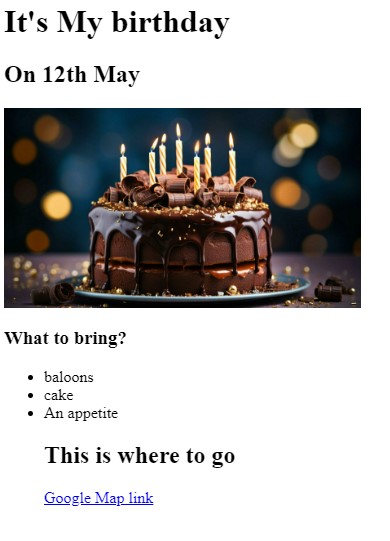 It's My birthday
On 12th May
What to bring?
baloons
cake
An appetite
This is where to go
Google Map link